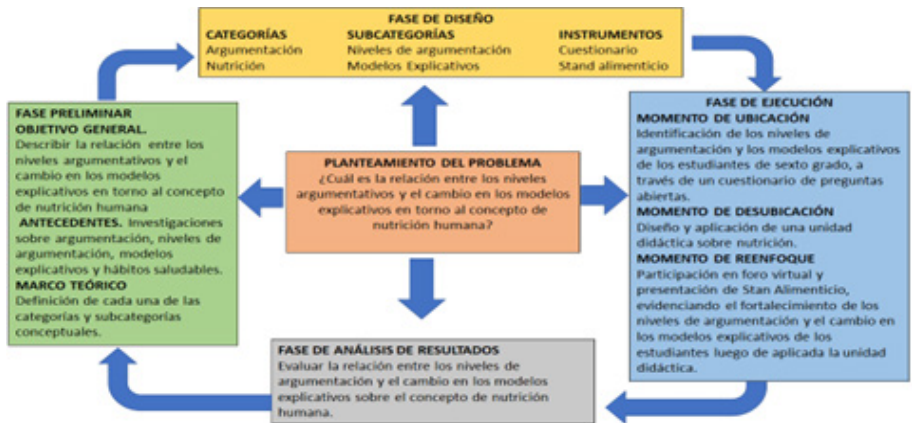 FASE DE DISEÑO
CATEGORÍAS SUBCATEGORÍAS INSTRUMENTOS
Argumentación Niveles de argumentación Cuestionario
Nutrición Modelos Explicativos Stand alimenticio
FASE PRELIMINAR
OBJETIVO GENERAL.
Describir la relación entre los
niveles argumentativos y el
cambio en los modelos
explicativos en torno al concepto
de nutrición humana
ANTECEDENTES. Investigaciones
sobre argumentación, niveles de
argumentación, modelos
explicativos y hábitos saludables.
MARCO TEÓRICO
Definición de cada una de las
categorías y subcategorías
conceptuales.
PLANTEAMIENTO DEL PROBLEMA
¿Cuál es la relación entre los niveles
argumentativos y el cambio en los modelos
explicativos en torno al concepto de
nutrición humana?
FASE DE EJECUCIÓN
MOMENTO DE UBICACIÓN
Identificación de los niveles de
argumentación y los modelos explicativos
de los estudiantes de sexto grado, a
través de un cuestionario de preguntas
abiertas.
MOMENTO DE DESUBICACIÓN
Diseño y aplicación de una unidad
didáctica sobre nutrición.
MOMENTO DE REENFOQUE
Participación en foro virtual y
presentación de Stan Alimenticio,
evidenciando el fortalecimiento de los
niveles de argumentación y el cambio en
los modelos explicativos de los
estudiantes luego de aplicada la unidad
didáctica.
FASE DE ANÁLISIS DE RESULTADOS
Evaluar la relación entre los niveles de
argumentación y el cambio en los modelos
explicativos sobre el concepto de nutrición
humana.